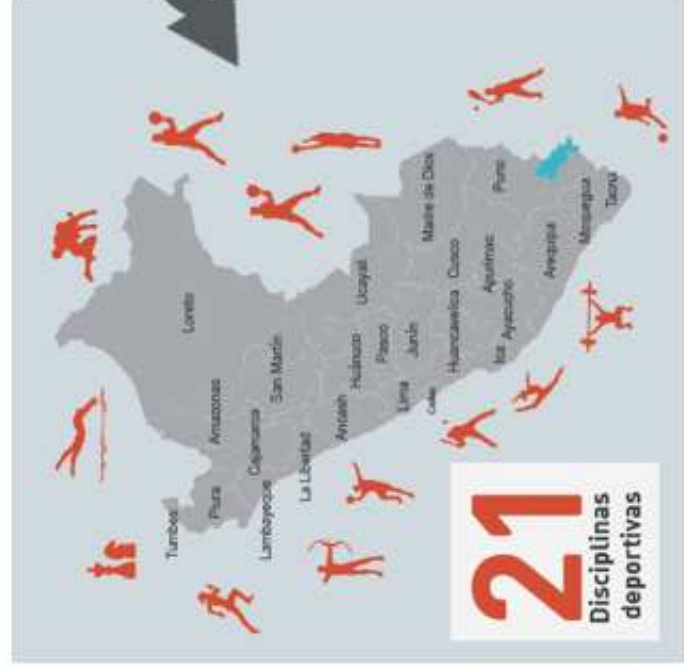 Tumbes
Piura
Lambayeque
Amazonas
Loreto
Cajamarca
San Martín
La Libertad
Ancash
Huánuco
Ucayali
Pasco
Lima
Junín
Callao
Madre de Dios
Huancavelica
Cusco
Ica
Ayacucho
Apurímac
Puno
Arequipa
Moquegua
Tacna
21
Disciplinas
deportivas